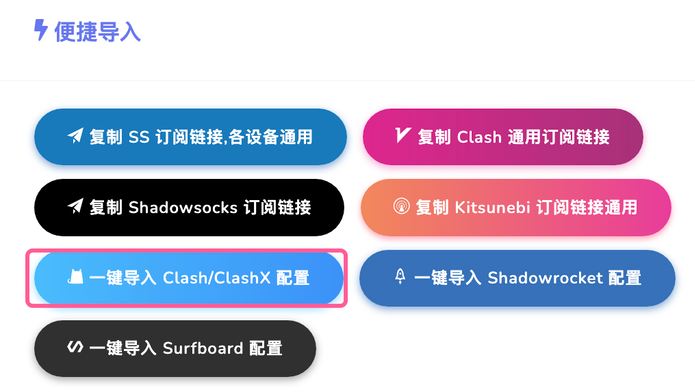 便捷导入
复制 SS 订阅链接,各设备通用
复制 Clash 通用订阅链接
复制 Shadowsocks 订阅链接
复制 Kitsunebi 订阅链接通用
一键导入 Clash/ClashX 配置
一键导入 Shadowrocket 配置
一键导入 Surfboard 配置